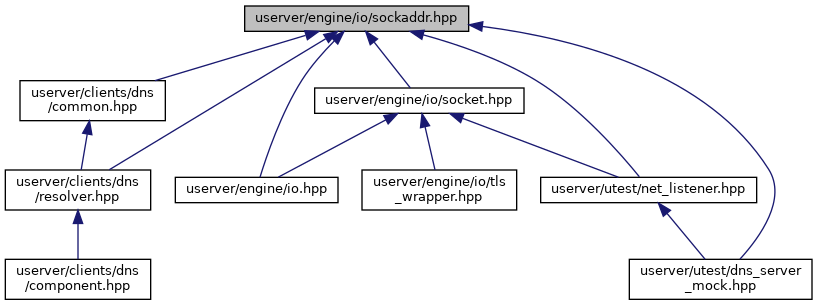 userver/engine/io/sockaddr.hpp
userver/clients/dns
/common.hpp
userver/engine/io/socket.hpp
userver/clients/dns
/resolver.hpp
userver/engine/io.hpp
userver/engine/io/tls
_wrapper.hpp
userver/utest/net_listener.hpp
userver/clients/dns
/component.hpp
userver/utest/dns_server
_mock.hpp